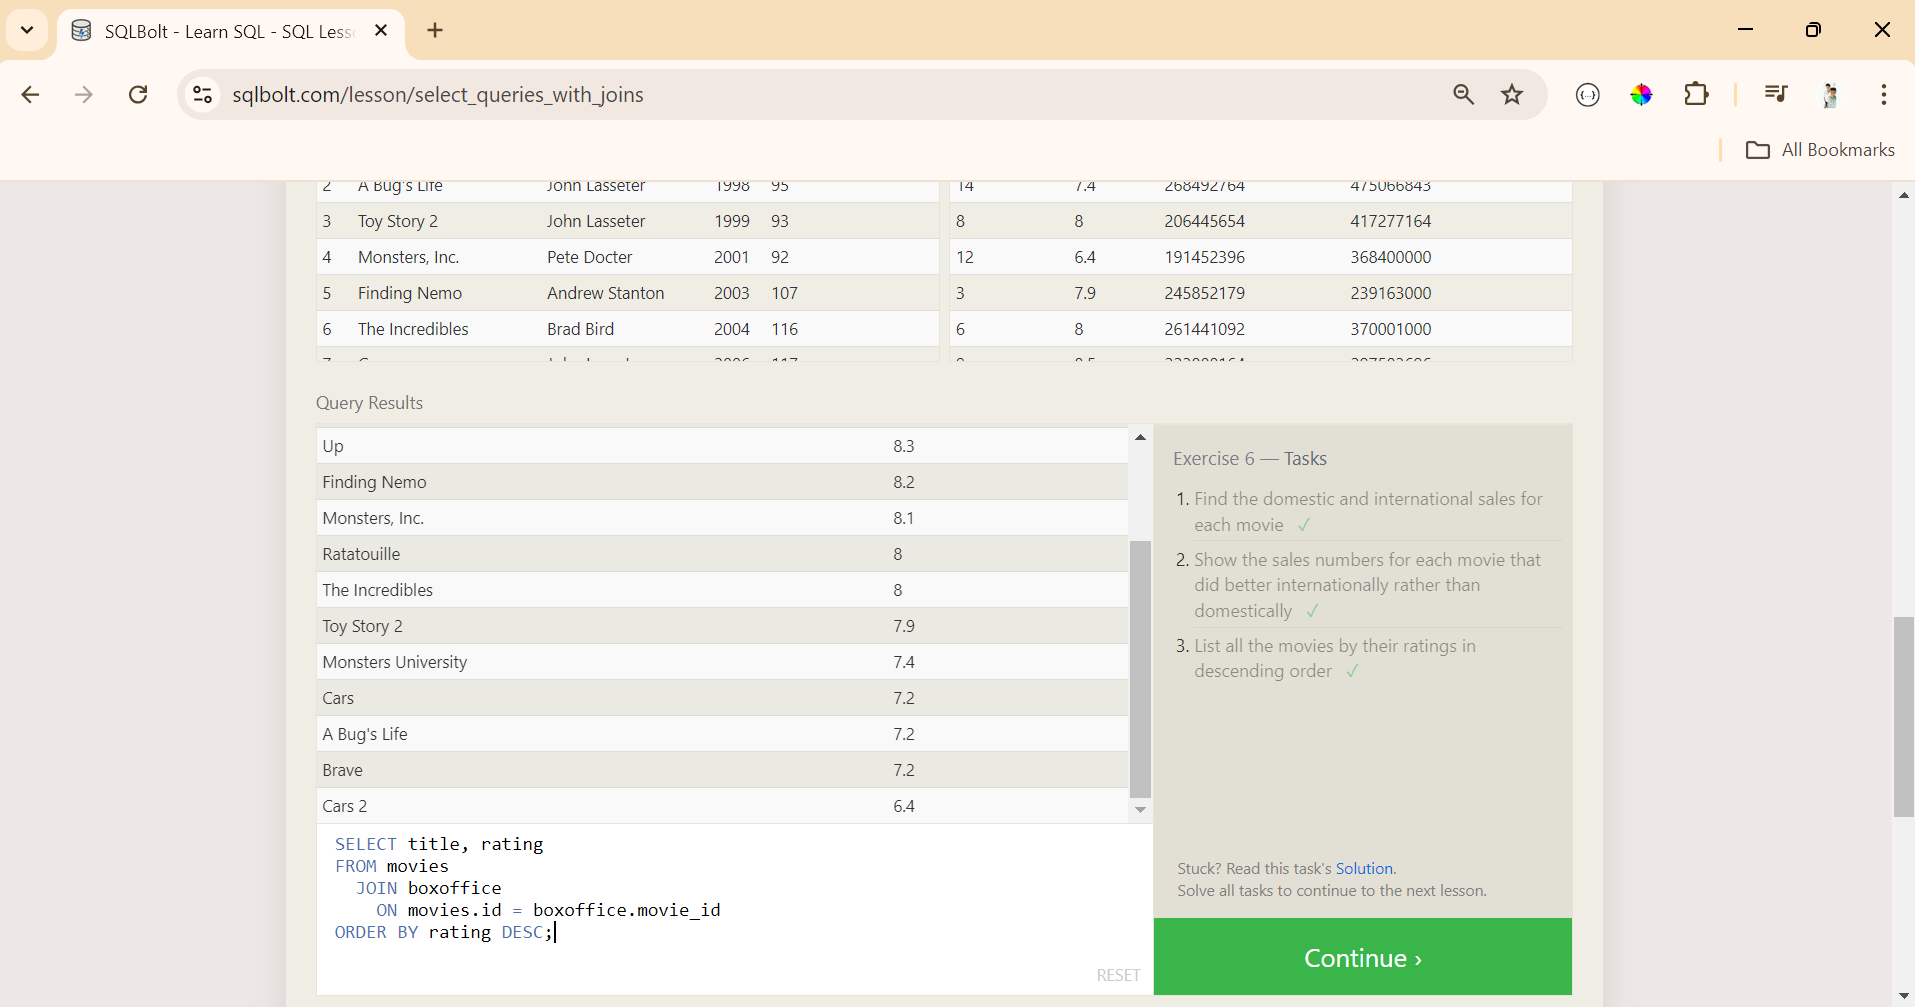 SQLBolt - Learn SQL - SQL Less
sqlbolt.com/lesson/select_queries_with_joins
All Bookmarks
2 A Bug's Life John Lasseter 1998 95 14 7.4 268492764 475066843
3 Toy Story 2 John Lasseter 1999 93 8 8 206445654 417277164
4 Monsters, Inc. Pete Docter 2001 92 12 6.4 191452396 368400000
5 Finding Nemo Andrew Stanton 2003 107 3 7.9 245852179 239163000
6 The Incredibles Brad Bird 2004 116 6 8 261441092 370001000
Query Results
Up 8.3
Finding Nemo 8.2
Monsters, Inc. 8.1
Ratatouille 8
The Incredibles 8
Toy Story 2 7.9
Monsters University 7.4
Cars 7.2
A Bug's Life 7.2
Brave 7.2
Cars 2 6.4
SELECT title, rating
FROM movies
JOIN boxoffice
ON movies.id = boxoffice.movie_id
ORDER BY rating DESC;
RESET
Exercise 6 — Tasks
1. Find the domestic and international sales for
each movie ✓
2. Show the sales numbers for each movie that
did better internationally rather than
domestically ✓
3. List all the movies by their ratings in
descending order ✓
Stuck? Read this task's Solution.
Solve all tasks to continue to the next lesson.
Continue ›